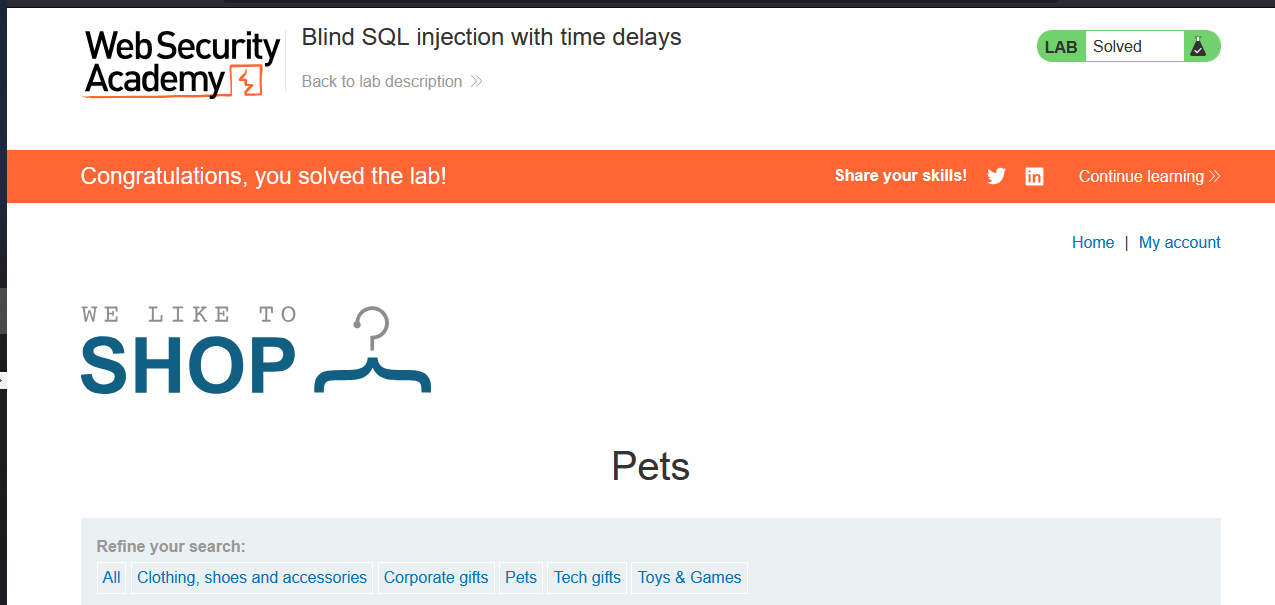 Web Security
Academy
Blind SQL injection with time delays
Back to lab description
LAB Solved
Congratulations, you solved the lab!
Share your skills!
in
Continue learning
Home | My account
WE LIKE TO
SHOP
Pets
Refine your search:
All Clothing, shoes and accessories Corporate gifts Pets Tech gifts Toys & Games